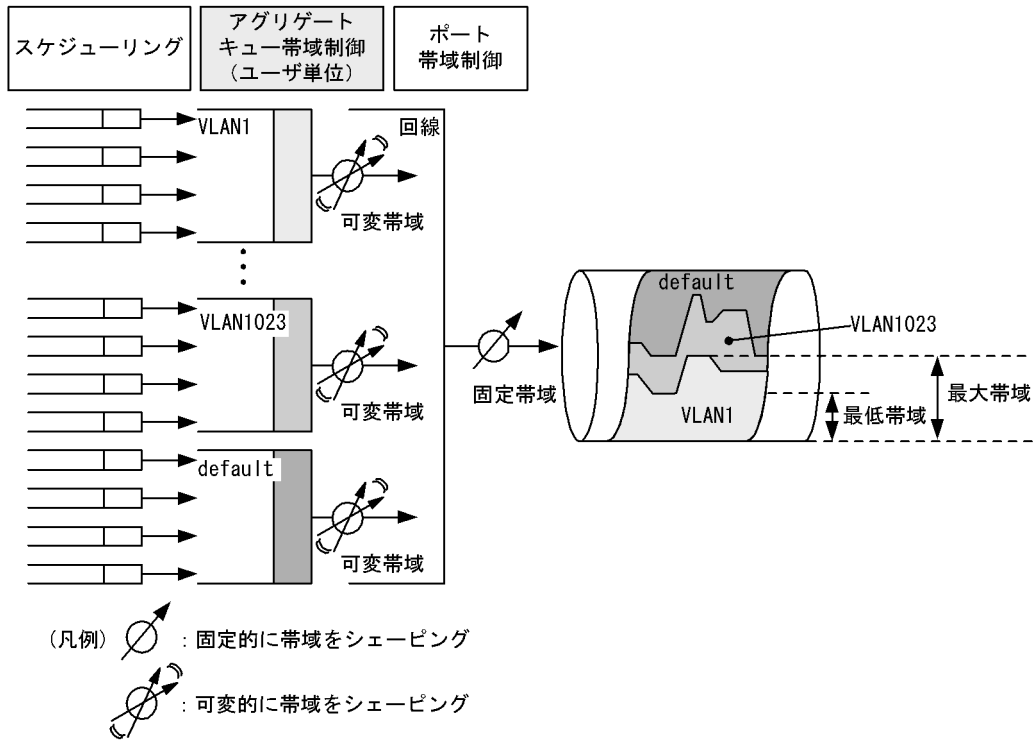 スケジューリング
アグリゲート
キュー帯域制御
(ユーザ単位)
ポート
帯域制御
VLAN1
回線
可変帯域
VLAN1023
可変帯域
default
可変帯域
固定帯域
default
VLAN1023
VLAN1
最低帯域
最大帯域
(凡例)
:固定的に帯域をシェーピング
:可変的に帯域をシェーピング